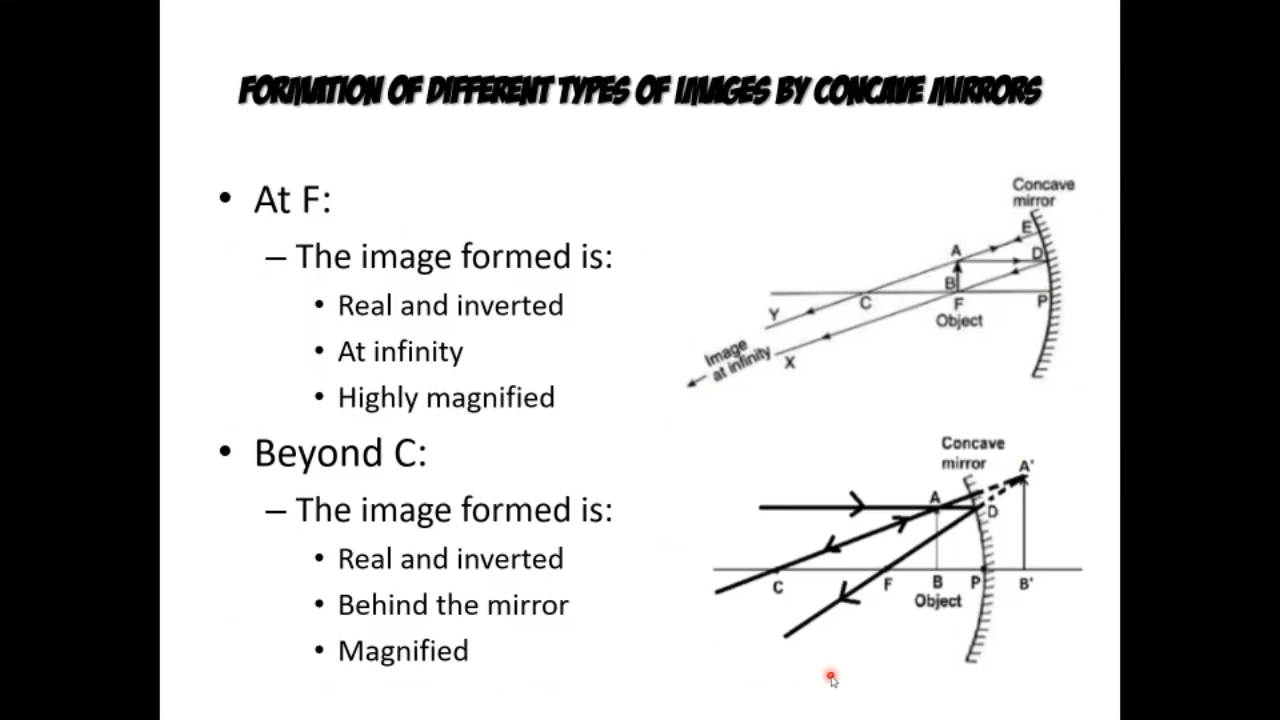 FORMATION OF DIFFERENT TYPES OF IMAGES BY CONCAVE MIRRORS
• At F:
– The image formed is:
• Real and inverted
• At infinity
• Highly magnified
Concave
mirror
E
A
D
B
C
F
P
Y
Object
Image
at infinity
X
• Beyond C:
– The image formed is:
• Real and inverted
• Behind the mirror
• Magnified
Concave
mirror
A'
A
D
C
F
B
P
B'
Object